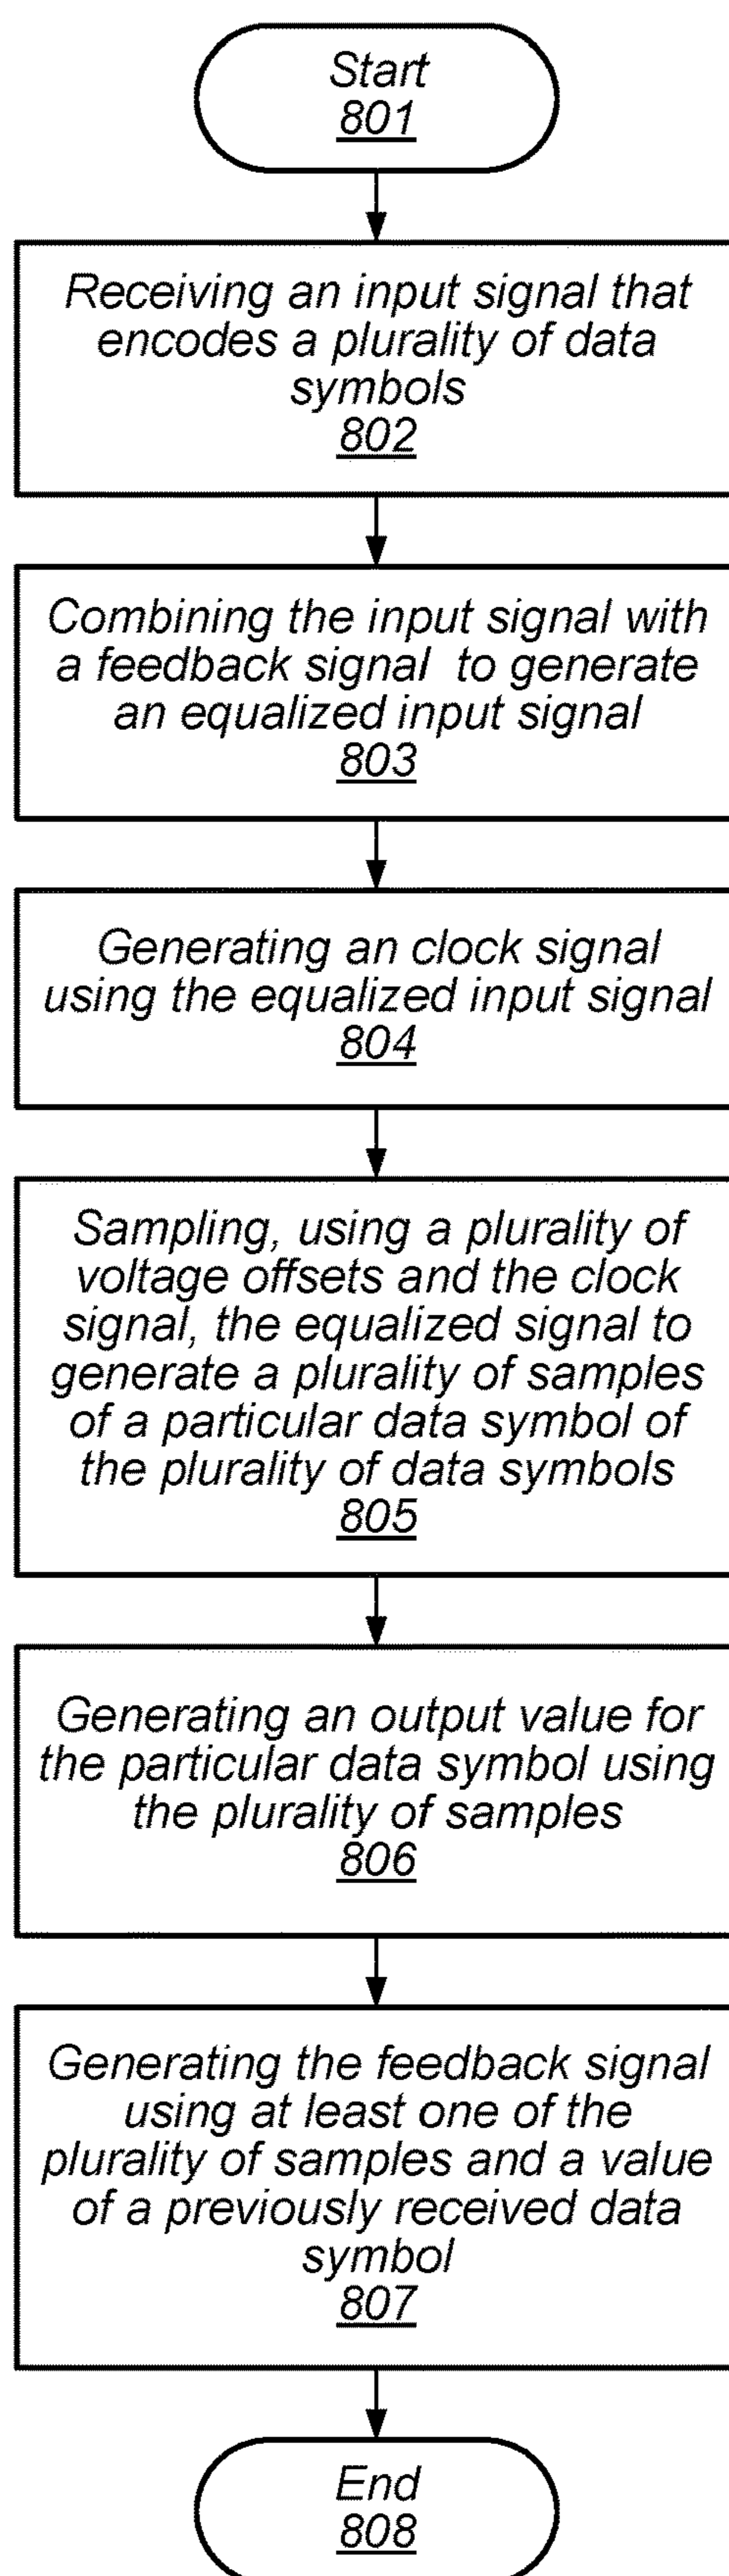 Start
801
Receiving an input signal that
encodes a plurality of data
symbols
802
Combining the input signal with
a feedback signal to generate
an equalized input signal
803
Generating an clock signal
using the equalized input signal
804
Sampling, using a plurality of
voltage offsets and the clock
signal, the equalized signal to
generate a plurality of samples
of a particular data symbol of
the plurality of data symbols
805
Generating an output value for
the particular data symbol using
the plurality of samples
806
Generating the feedback signal
using at least one of the
plurality of samples and a value
of a previously received data
symbol
807
End
808